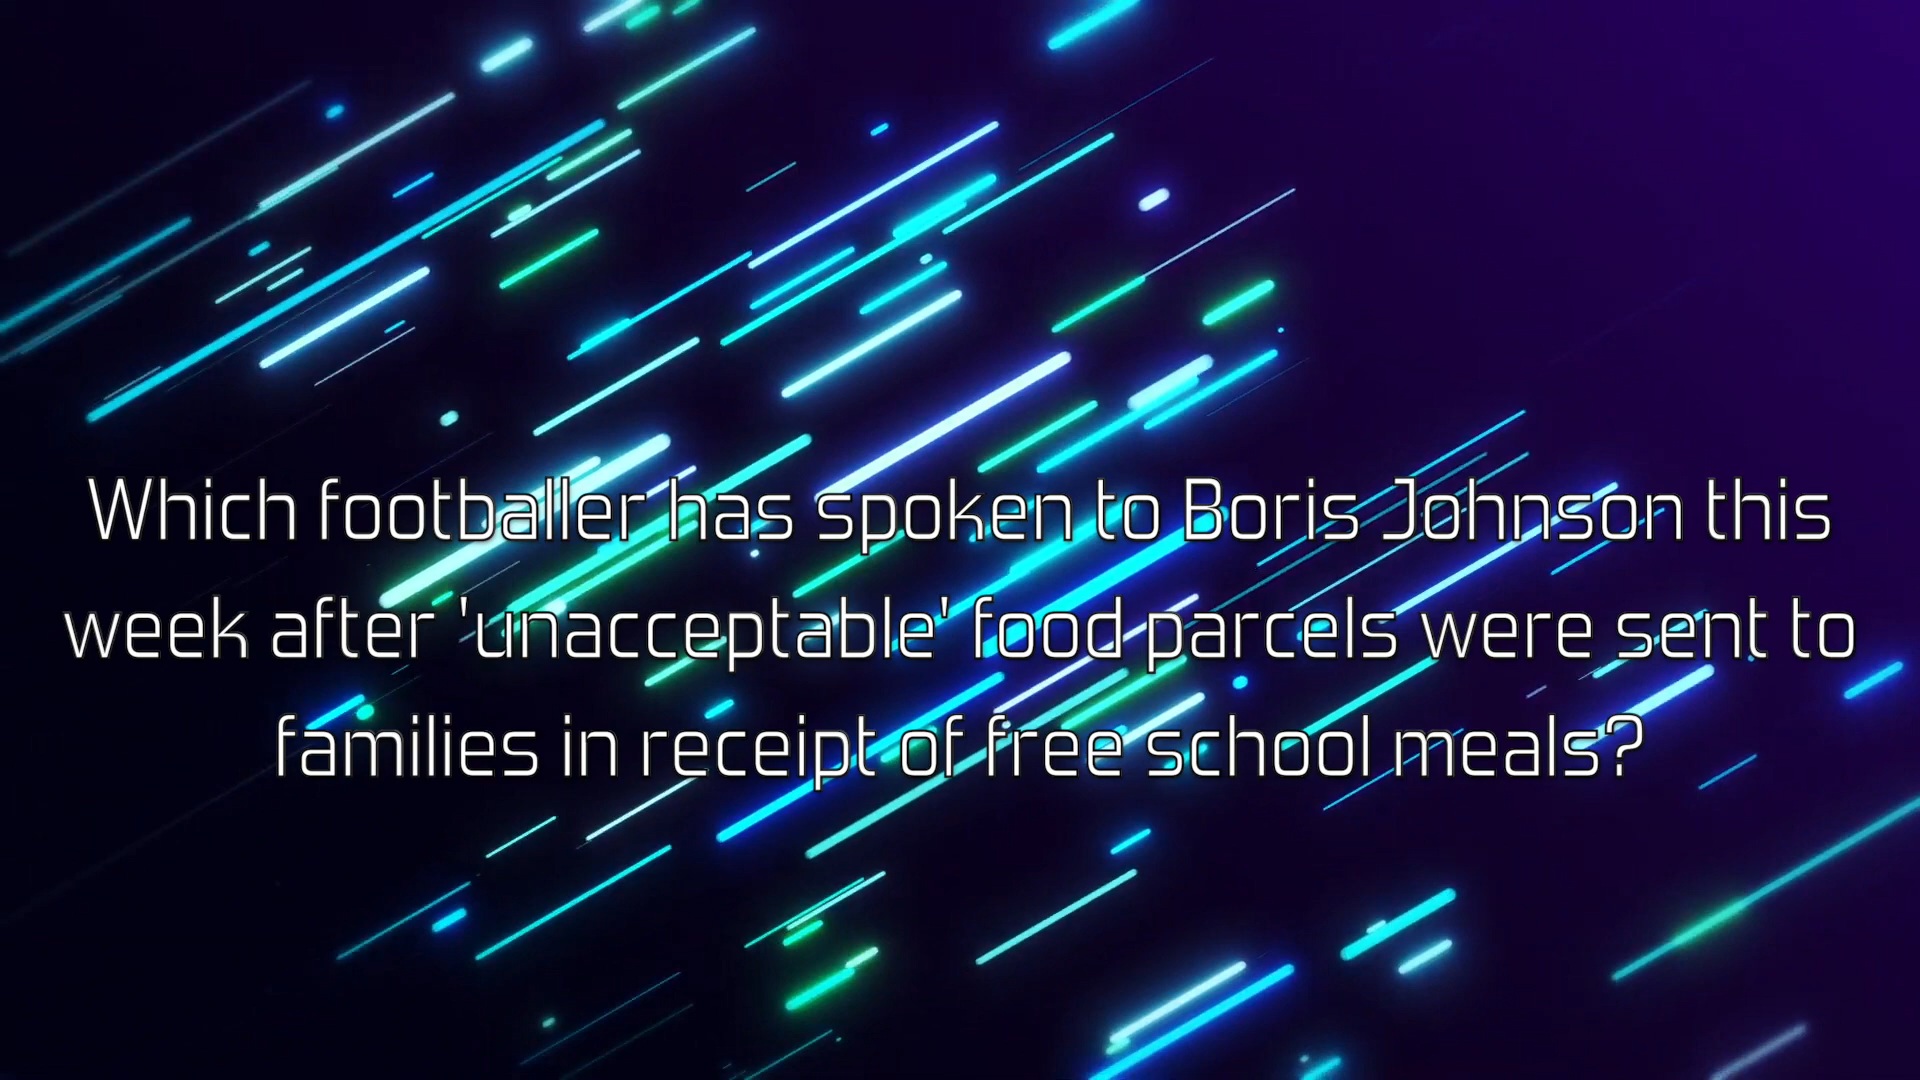 Which footballer has spoken to Boris Johnson this
week after 'unacceptable' food parcels were sent to
families in receipt of free school meals?